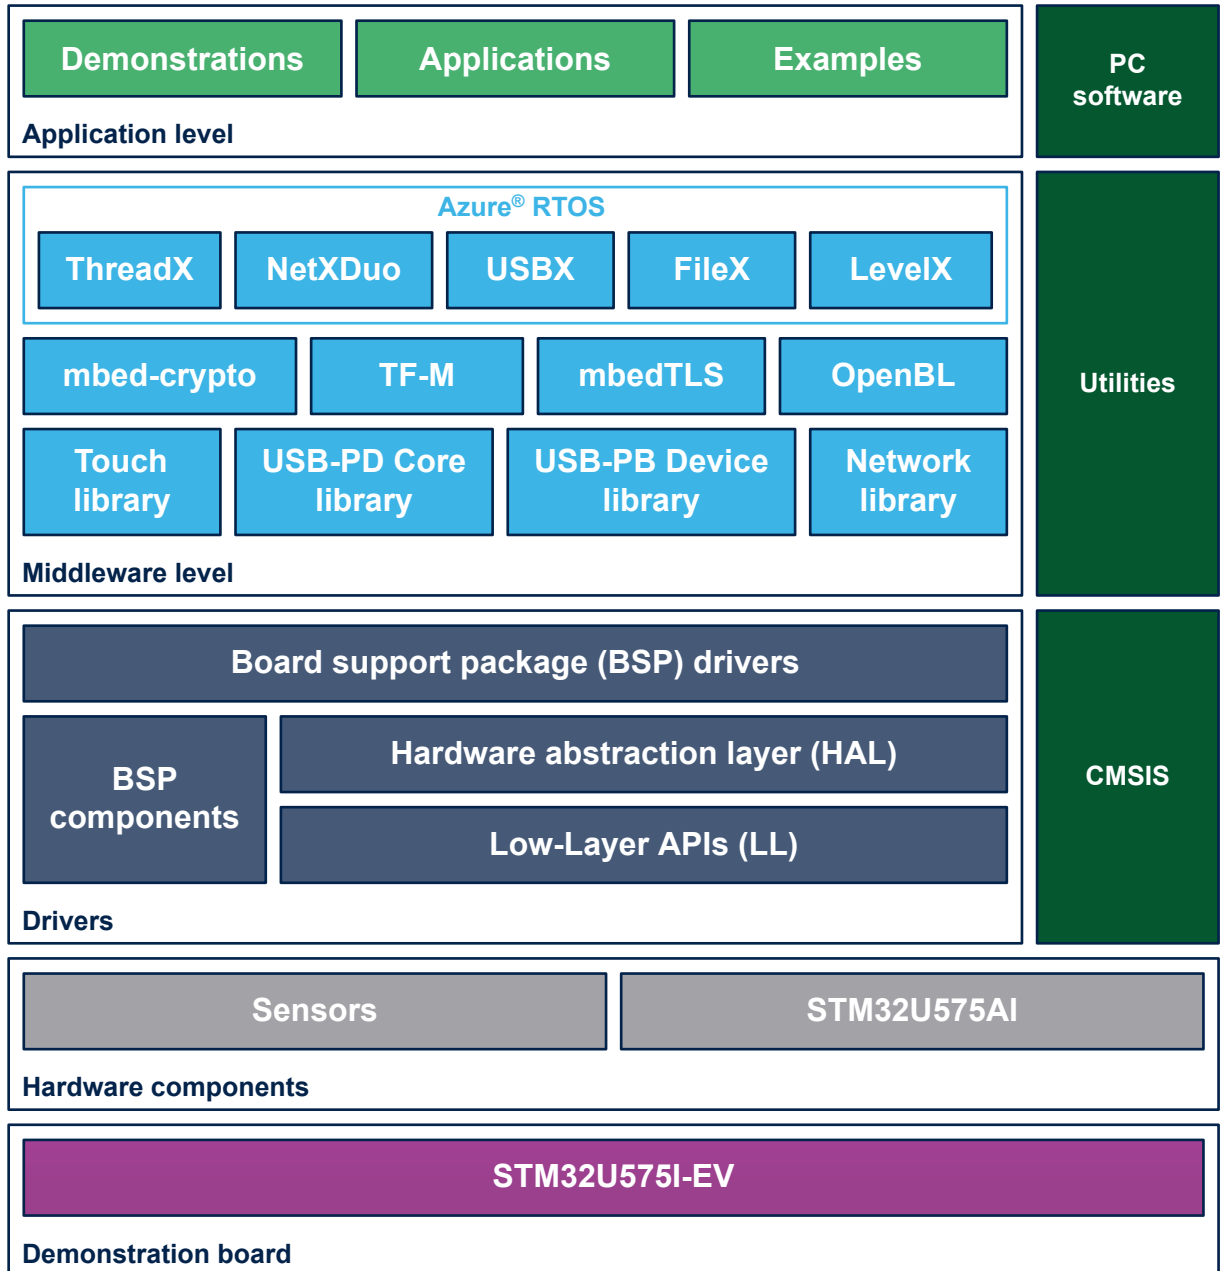 Demonstrations
Applications
Examples
Application level
PC
software
Azure® RTOS
ThreadX
NetXDuo
USBX
FileX
LevelX
mbed-crypto
TF-M
mbedTLS
OpenBL
Touch
library
USB-PD Core
library
USB-PB Device
library
Network
library
Middleware level
Utilities
Board support package (BSP) drivers
BSP
components
Hardware abstraction layer (HAL)
Low-Layer APIs (LL)
Drivers
CMSIS
Sensors
STM32U575AI
Hardware components
STM32U575I-EV
Demonstration board